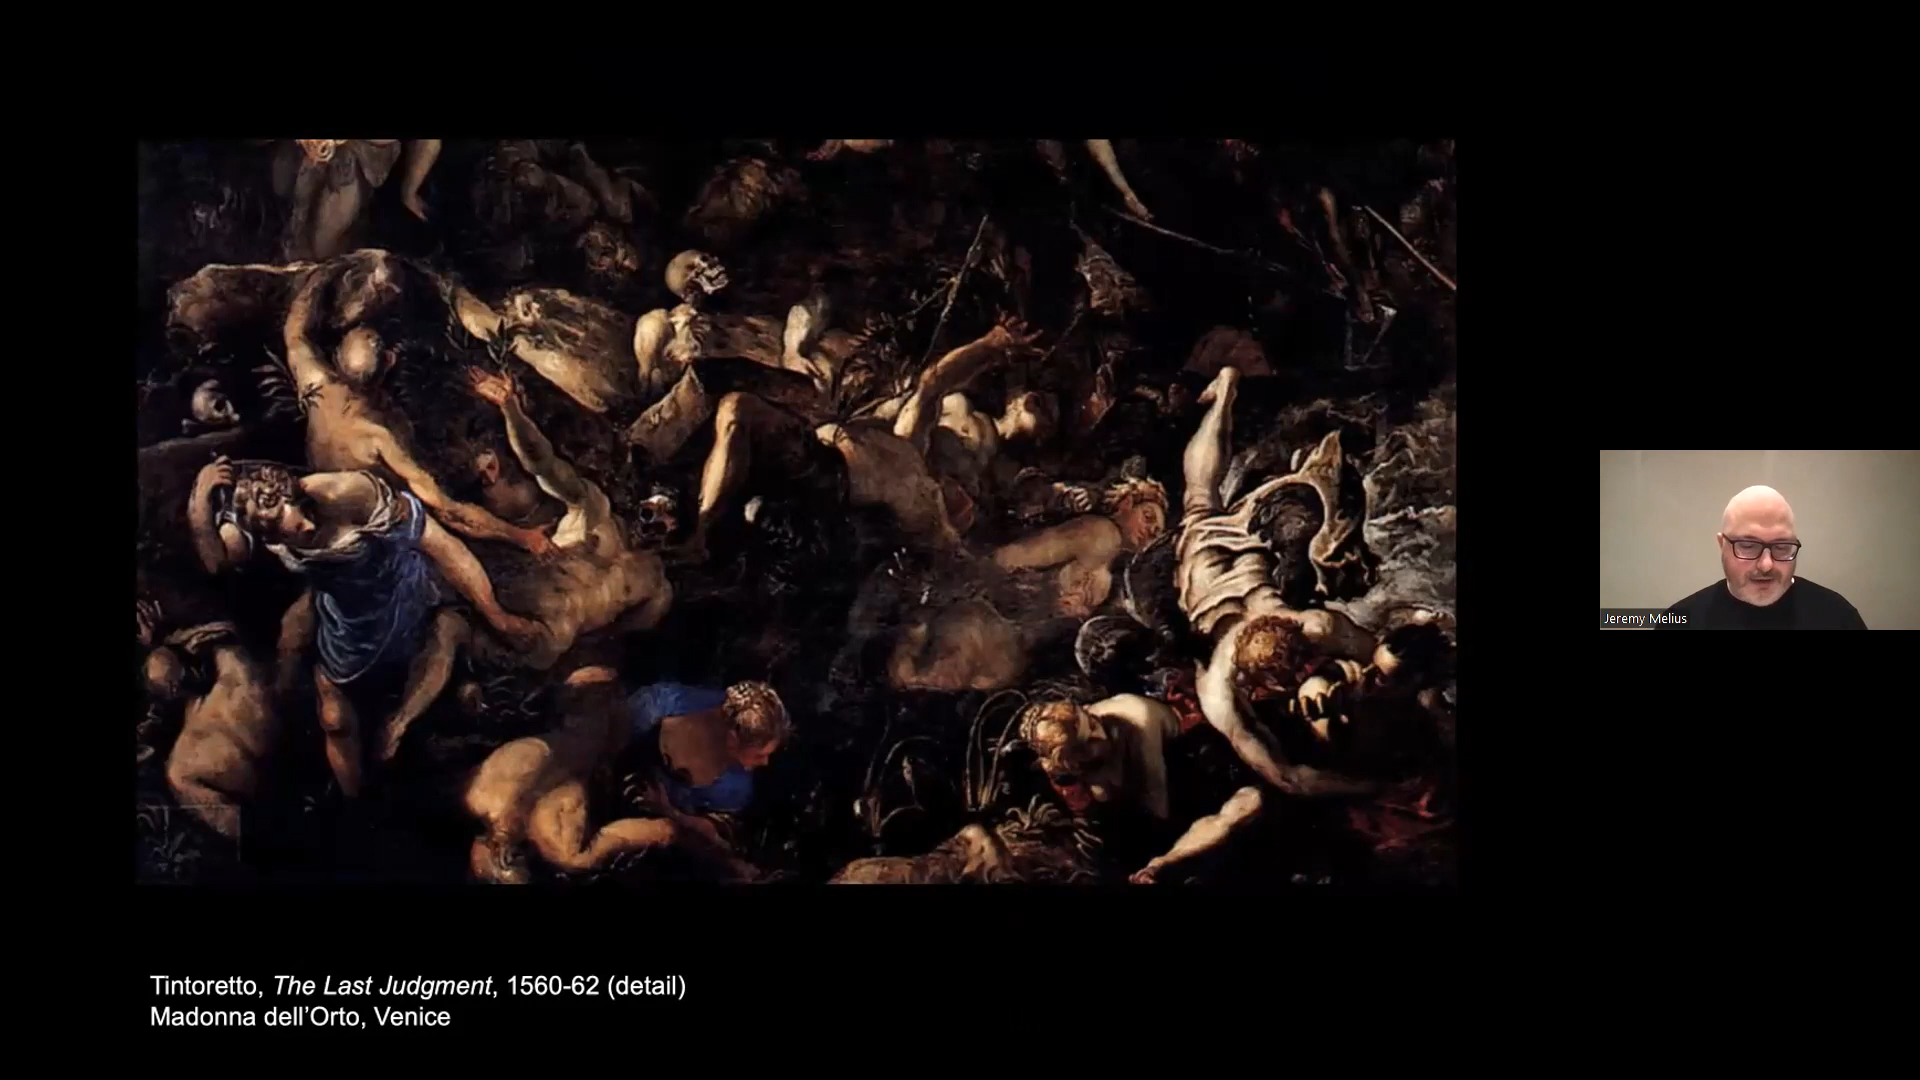 Jeremy Melius
Tintoretto, The Last Judgment, 1560-62 (detail)
Madonna dell’Orto, Venice